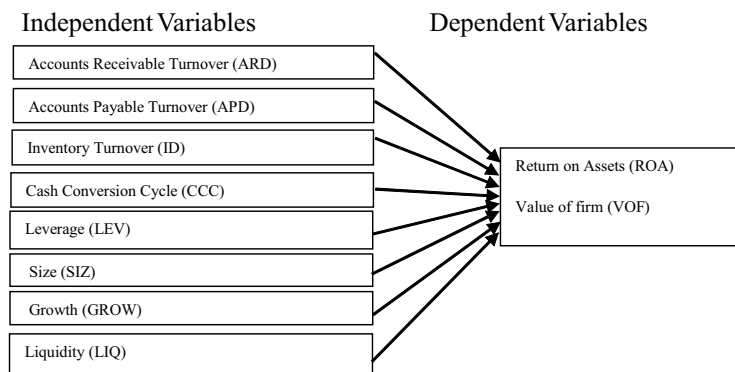 Independent Variables
Dependent Variables
Accounts Receivable Turnover (ARD)
Accounts Payable Turnover (APD)
Inventory Turnover (ID)
Cash Conversion Cycle (CCC)
Leverage (LEV)
Size (SIZ)
Growth (GROW)
Liquidity (LIQ)
Return on Assets (ROA)
Value of firm (VOF)